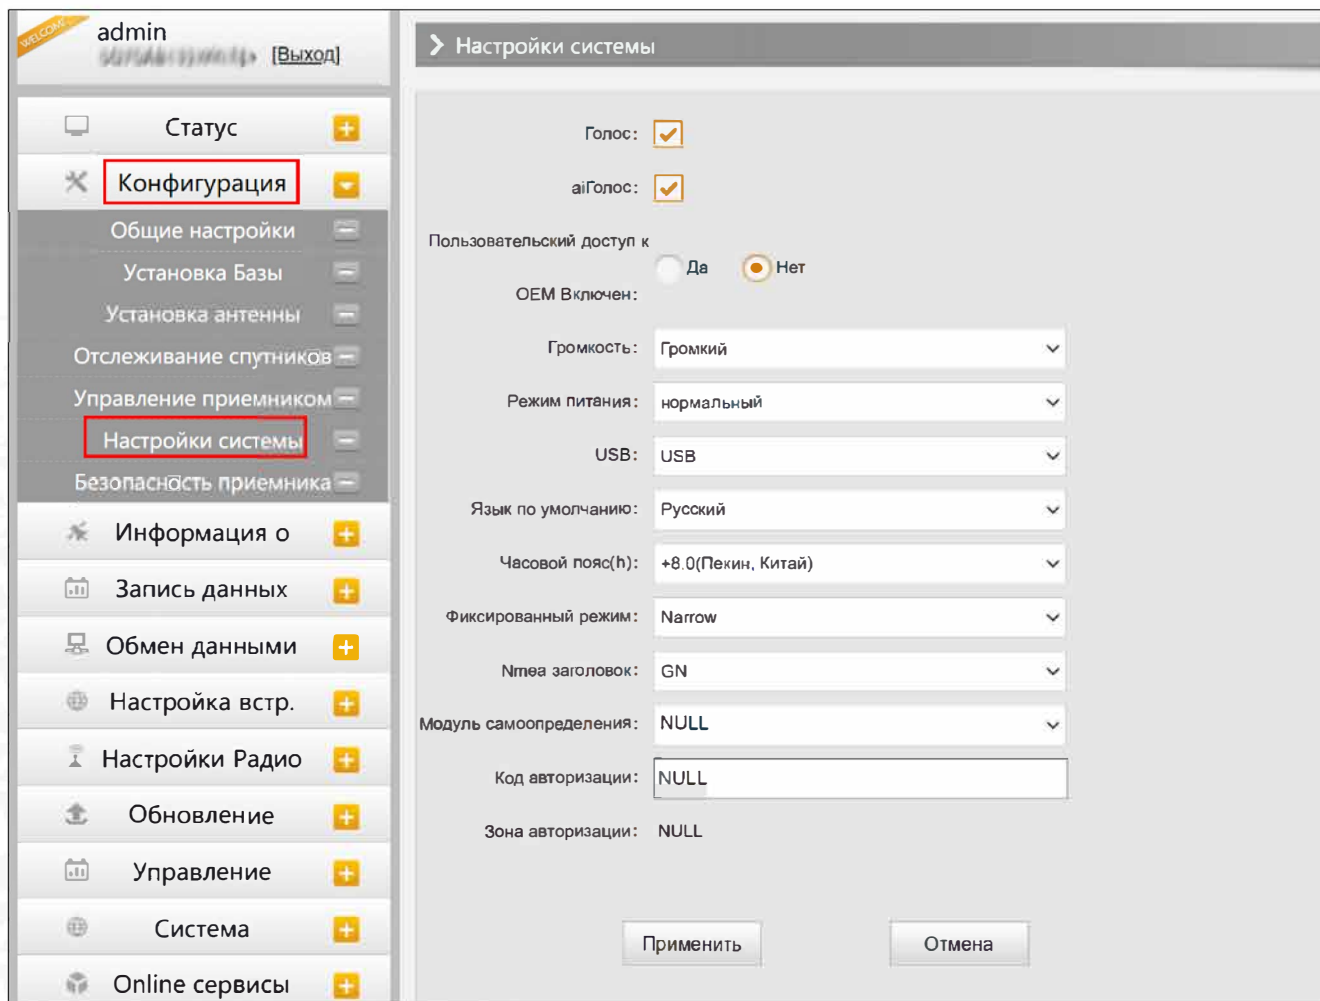 WELCOME
admin
[Выход]
Статус
Конфигурация
Общие настройки
Установка Базы
Установка антенны
Отслеживание спутников
Управление приемником
Настройки системы
Безопасность приемника
Информация о
Запись данных
Обмен данными
Настройка встр.
Настройки Радио
Обновление
Управление
Система
Online сервисы
Настройки системы
Голос:
aiГолос:
Пользовательский доступ к
Да Нет
OEM Включен:
Громкость: Громкий
Режим питания: нормальный
USB: USB
Язык по умолчанию: Русский
Часовой пояс(h): +8.0(Пекин, Китай)
Фиксированный режим: Narrow
Nmea заголовок: GN
Модуль самоопределения: NULL
Код авторизации: NULL
Зона авторизации: NULL
Применить Отмена